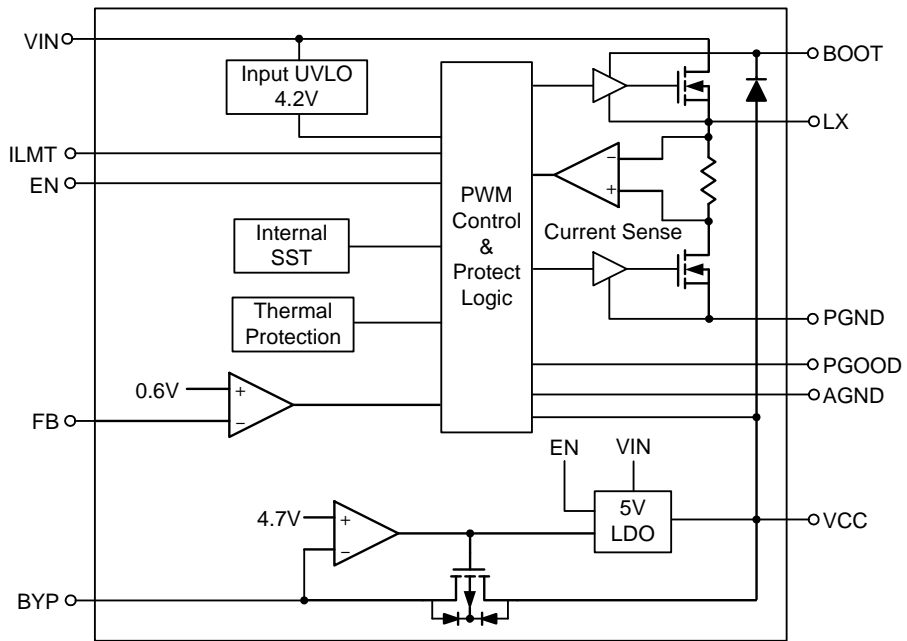 VIN
Input UVLO
4.2V
BOOT
LX
ILMT
EN
PWM
Control
&
Protect
Logic
−
+
Current Sense
Internal
SST
Thermal
Protection
PGND
PGOOD
AGND
0.6V
+
−
FB
EN
VIN
5V
LDO
4.7V
+
−
VCC
BYP